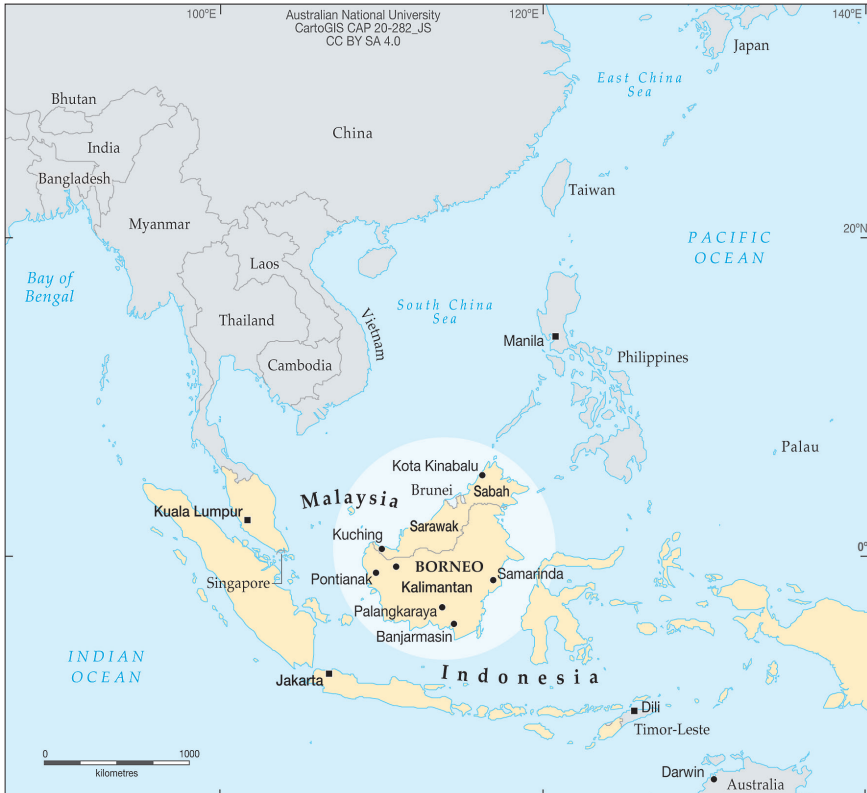 100°E
Australian National University
120°E
140°E
CartoGIS CAP 20-282_JS
CC BY SA 4.0
Japan
East China
Sea
Bhutan
China
India
Bangladesh
Taiwan
Myanmar
20°N
PACIFIC
OCEAN
Laos
Bay of
Bengal
South China
Sea
Thailand
Vietnam
Manila
Philippines
Cambodia
Palau
Kota Kinabalu
Brunei
Sabah
Malaysia
Kuala Lumpur
Sarawak
Kuching
0°
BORNEO
Singapore
Pontianak
Samarinda
Kalimantan
Palangkaraya
Banjarmasin
INDIAN
OCEAN
Indonesia
Jakarta
Dili
Timor-Leste
0
1000
kilometres
Darwin
Australia